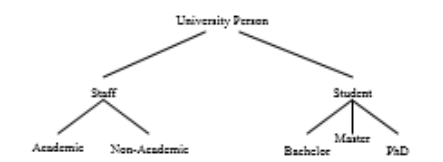 University Person
Staff
Student
Academic
Non-Academic
Bachelor
Master
PhD